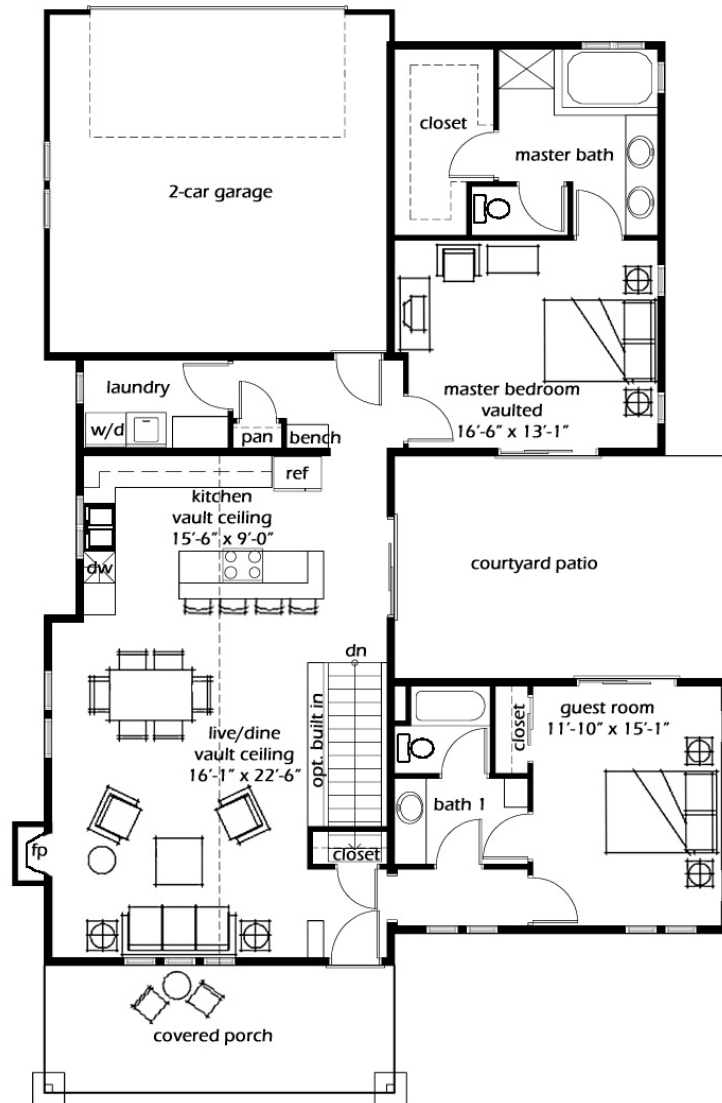 closet
master bath
2-car garage
laundry
w/d
pan
bench
master bedroom
vaulted
16'-6" x 13'-1"
ref
kitchen
vault ceiling
15'-6" x 9'-0"
dw
courtyard patio
dn
opt. built in
live/dine
vault ceiling
16'-1" x 22'-6"
closet
guest room
11'-10" x 15'-1"
bath 1
fp
closet
covered porch